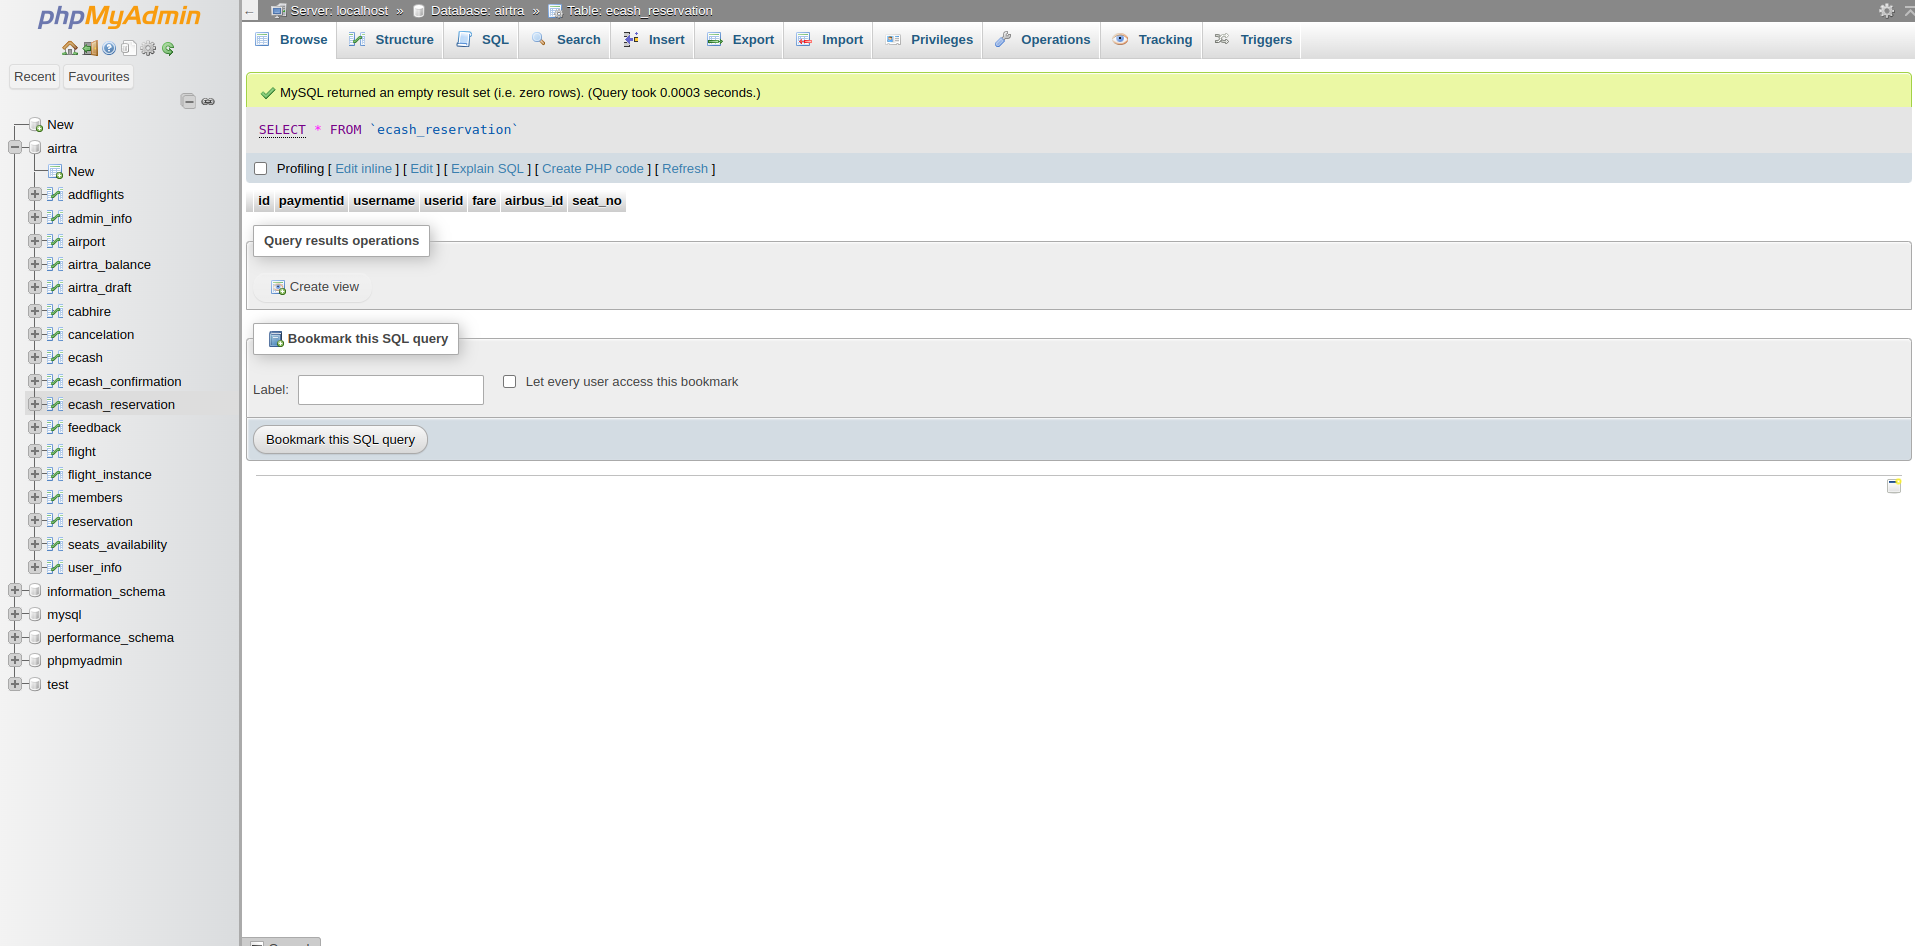 phpMyAdmin
Recent Favourites
New
airtra
New
addflights
admin_info
airport
airtra_balance
airtra_draft
cabhire
cancelation
ecash
ecash_confirmation
ecash_reservation
feedback
flight
flight_instance
members
reservation
seats_availability
user_info
information_schema
mysql
performance_schema
phpmyadmin
test
← Server: localhost » Database: airtra » Table: ecash_reservation
Browse Structure SQL Search Insert Export Import Privileges Operations Tracking Triggers
MySQL returned an empty result set (i.e. zero rows). (Query took 0.0003 seconds.)
SELECT * FROM `ecash_reservation`
Profiling [ Edit inline ] [ Edit ] [ Explain SQL ] [ Create PHP code ] [ Refresh ]
id paymentid username userid fare airbus_id seat_no
Query results operations
Create view
Bookmark this SQL query
Label: Let every user access this bookmark
Bookmark this SQL query